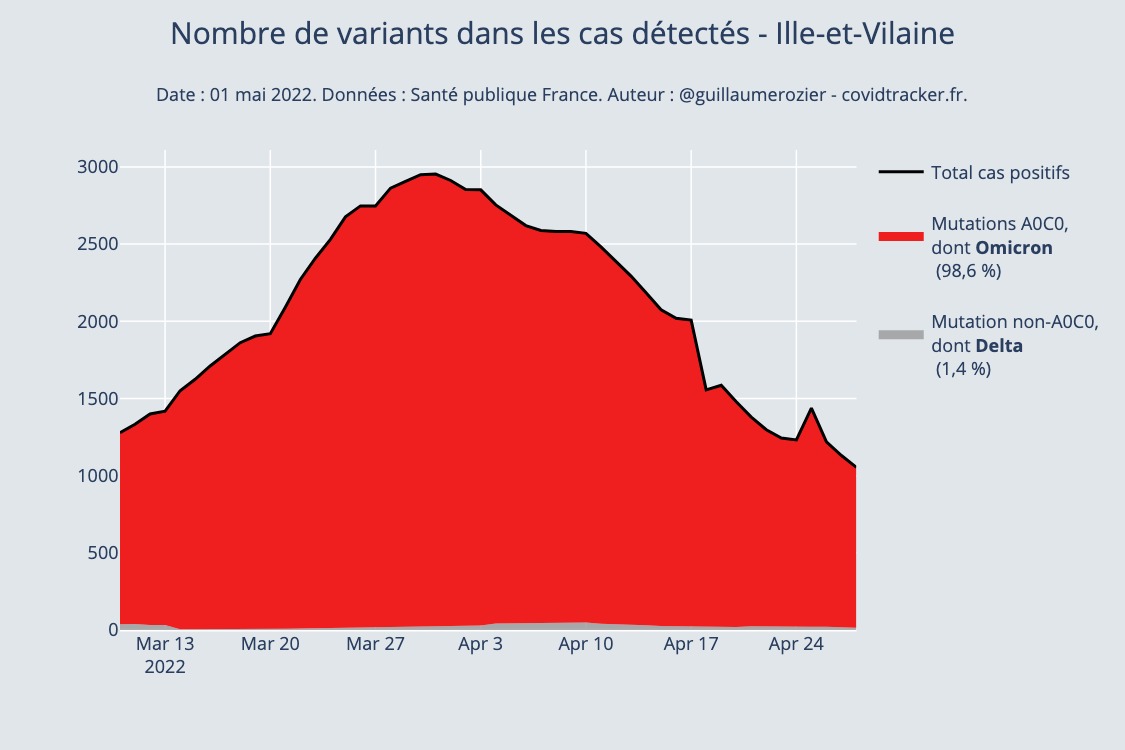 Nombre de variants dans les cas détectés - Ille-et-Vilaine
Date : 01 mai 2022. Données : Santé publique France. Auteur : @guillaumerozier - covidtracker.fr.
3000
2500
2000
1500
1000
500
0
Mar 13
2022
Mar 20
Mar 27
Apr 3
Apr 10
Apr 17
Apr 24
Total cas positifs
Mutations A0C0,
dont Omicron
(98,6 %)
Mutation non-A0C0,
dont Delta
(1,4 %)